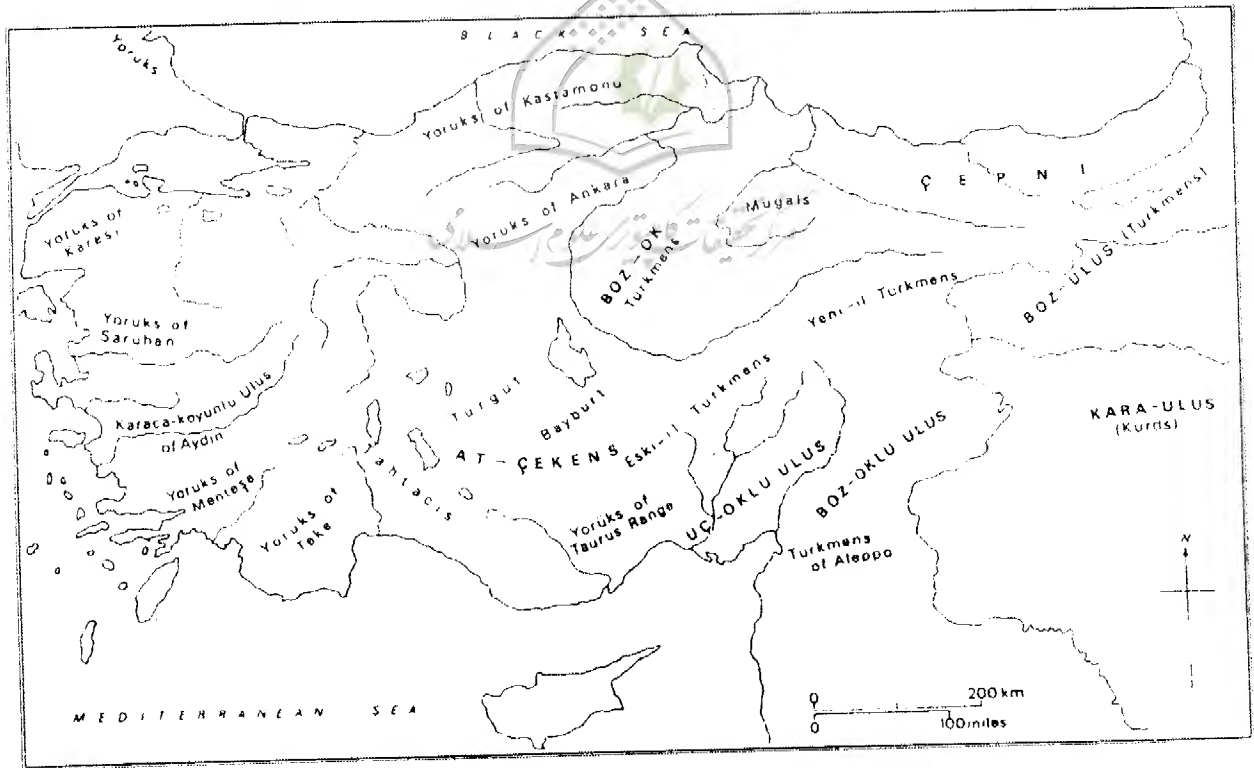 BLACK SEA
Yoruks
Yoruks of Kastamonu
ÇEPNI
Yoruks of Ankara
Mugals
Yoruks of
Karesi
BOZ-OK
Turkmens
BOZ-ULUS (Turkmens)
Yeni-il Turkmens
Yoruks of
Saruhan
Turgut
Bayburt
Eski-il Turkmens
KARA-ULUS
(Kurds)
Karaca-koyunlu Ulus
of Aydin
AT-ÇEKENS
Tahtacis
UÇ-OKLU ULUS
BOZ-OKLU ULUS
Yoruks of
Menteşe
Yoruks of
Teke
Yoruks of
Taurus Range
Turkmens
of Aleppo
N
MEDITERRANEAN SEA
0 200 km
0 100 miles